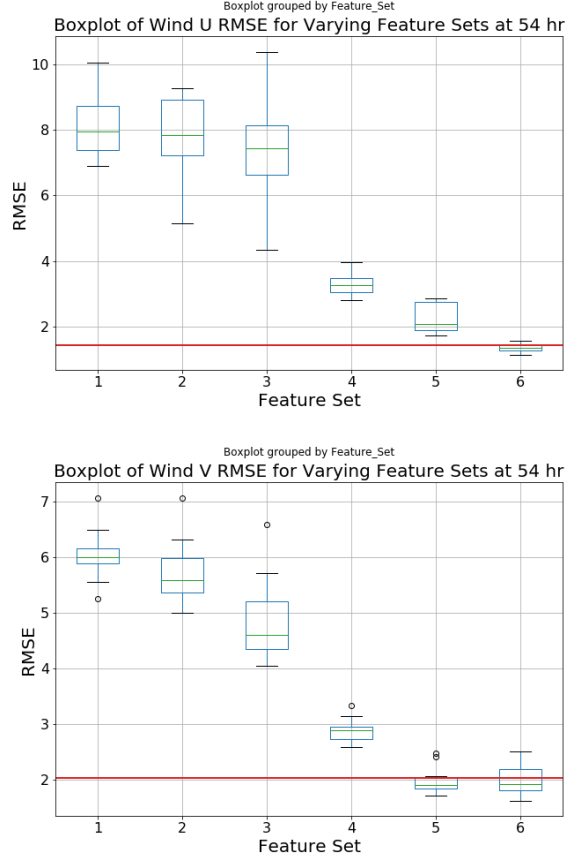 Boxplot grouped by Feature_Set
Boxplot of Wind U RMSE for Varying Feature Sets at 54 hr
10
8
6
4
2
RMSE
1 2 3 4 5 6
Feature Set
Boxplot grouped by Feature_Set
Boxplot of Wind V RMSE for Varying Feature Sets at 54 hr
7
6
5
4
3
2
RMSE
1 2 3 4 5 6
Feature Set